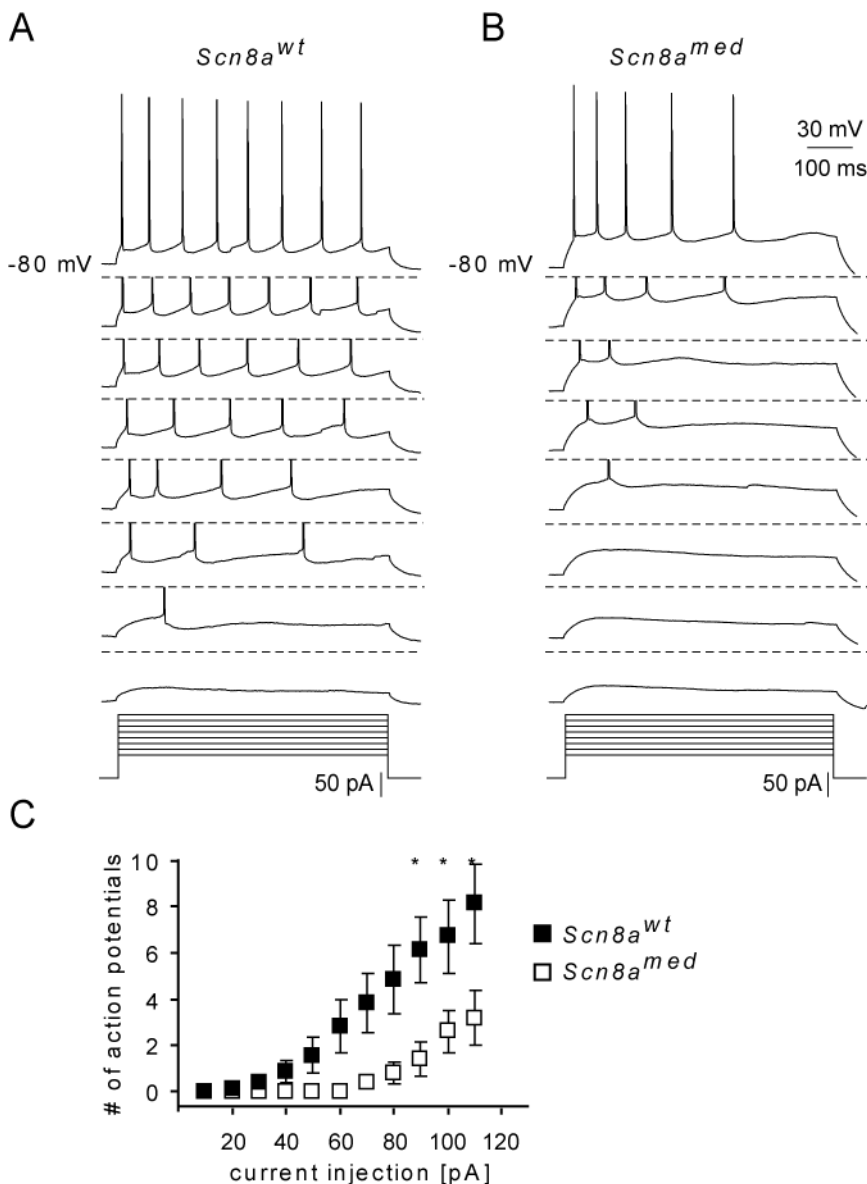 A
B
Scn8a^wt
Scn8a^med
30 mV
100 ms
-80 mV
-80 mV
50 pA
50 pA
C
10
8
6
4
2
0
# of action potentials
* * *
Scn8a^wt
Scn8a^med
20 40 60 80 100 120
current injection [pA]